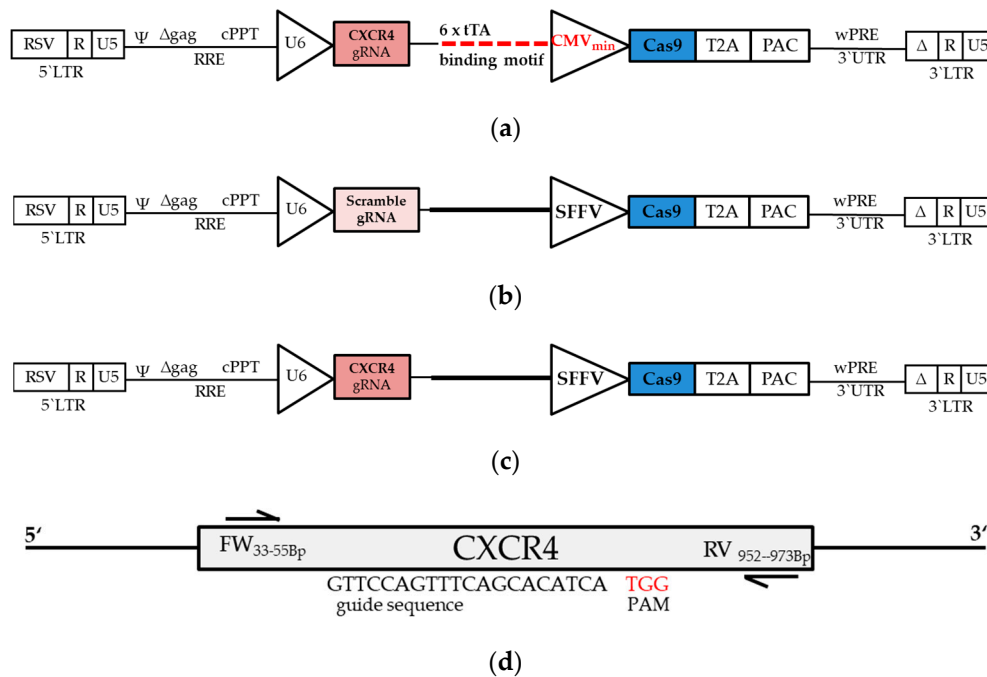 RSV R U5 Ψ Δgag cPPT U6 CXCR4 gRNA 6 x tTA CMVmin Cas9 T2A PAC wPRE Δ R U5
5`LTR RRE binding motif 3`UTR 3`LTR
(a)
RSV R U5 Ψ Δgag cPPT U6 Scramble gRNA SFFV Cas9 T2A PAC wPRE Δ R U5
5`LTR RRE 3`UTR 3`LTR
(b)
RSV R U5 Ψ Δgag cPPT U6 CXCR4 gRNA SFFV Cas9 T2A PAC wPRE Δ R U5
5`LTR RRE 3`UTR 3`LTR
(c)
5‘ 3‘
FW33-55Bp CXCR4 RV 952--973Bp
GTTCCAGTTTCAGCACATCA TGG
guide sequence PAM
(d)